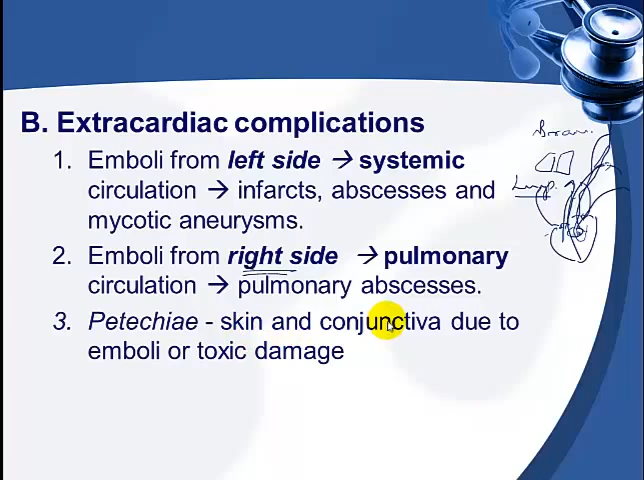 B. Extracardiac complications
1. Emboli from left side → systemic
circulation → infarcts, abscesses and
mycotic aneurysms.
2. Emboli from right side → pulmonary
circulation → pulmonary abscesses.
3. Petechiae - skin and conjunctiva due to
emboli or toxic damage